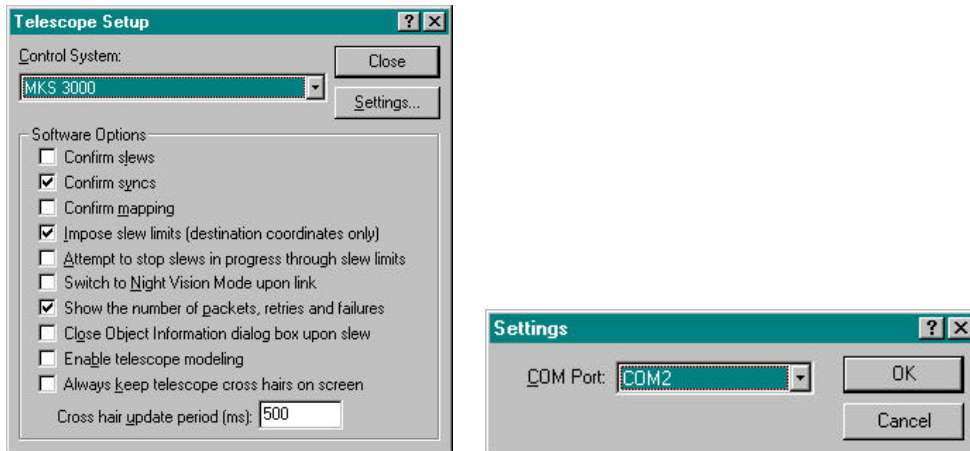 Telescope Setup
Control System:
Close
MKS 3000
Settings...
Software Options
Confirm slews
Confirm syncs
Confirm mapping
Impose slew limits (destination coordinates only)
Attempt to stop slews in progress through slew limits
Switch to Night Vision Mode upon link
Show the number of packets, retries and failures
Close Object Information dialog box upon slew
Enable telescope modeling
Always keep telescope cross hairs on screen
Cross hair update period (ms): 500
Settings
COM Port: COM2
OK
Cancel